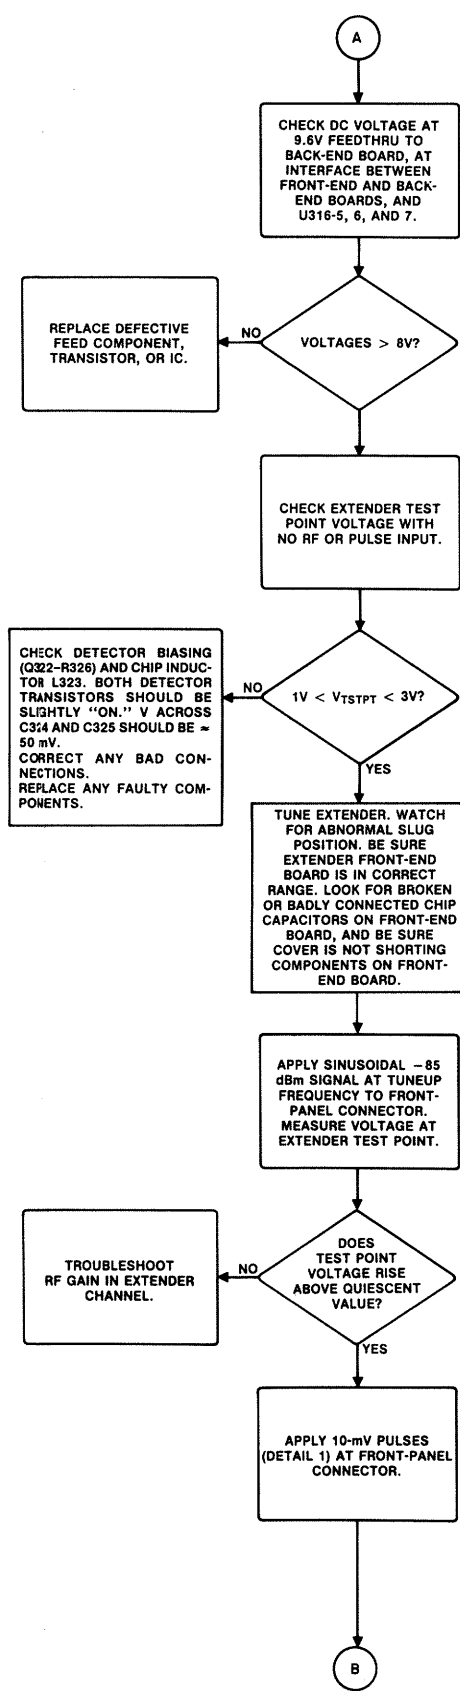 A
CHECK DC VOLTAGE AT
9.6V FEEDTHRU TO
BACK-END BOARD, AT
INTERFACE BETWEEN
FRONT-END AND BACK-
END BOARDS, AND
U316-5, 6, AND 7.
VOLTAGES > 8V?
NO
REPLACE DEFECTIVE
FEED COMPONENT,
TRANSISTOR, OR IC.
CHECK EXTENDER TEST
POINT VOLTAGE WITH
NO RF OR PULSE INPUT.
1V < VTSTPT < 3V?
NO
CHECK DETECTOR BIASING
(Q322–R326) AND CHIP INDUC-
TOR L323. BOTH DETECTOR
TRANSISTORS SHOULD BE
SLIGHTLY “ON.” V ACROSS
C324 AND C325 SHOULD BE ≈
50 mV.
CORRECT ANY BAD CON-
NECTIONS.
REPLACE ANY FAULTY COM-
PONENTS.
YES
TUNE EXTENDER. WATCH
FOR ABNORMAL SLUG
POSITION. BE SURE
EXTENDER FRONT-END
BOARD IS IN CORRECT
RANGE. LOOK FOR BROKEN
OR BADLY CONNECTED CHIP
CAPACITORS ON FRONT-END
BOARD, AND BE SURE
COVER IS NOT SHORTING
COMPONENTS ON FRONT-
END BOARD.
APPLY SINUSOIDAL −85
dBm SIGNAL AT TUNEUP
FREQUENCY TO FRONT-
PANEL CONNECTOR.
MEASURE VOLTAGE AT
EXTENDER TEST POINT.
DOES
TEST POINT
VOLTAGE RISE
ABOVE QUIESCENT
VALUE?
NO
TROUBLESHOOT
RF GAIN IN EXTENDER
CHANNEL.
YES
APPLY 10-mV PULSES
(DETAIL 1) AT FRONT-PANEL
CONNECTOR.
B